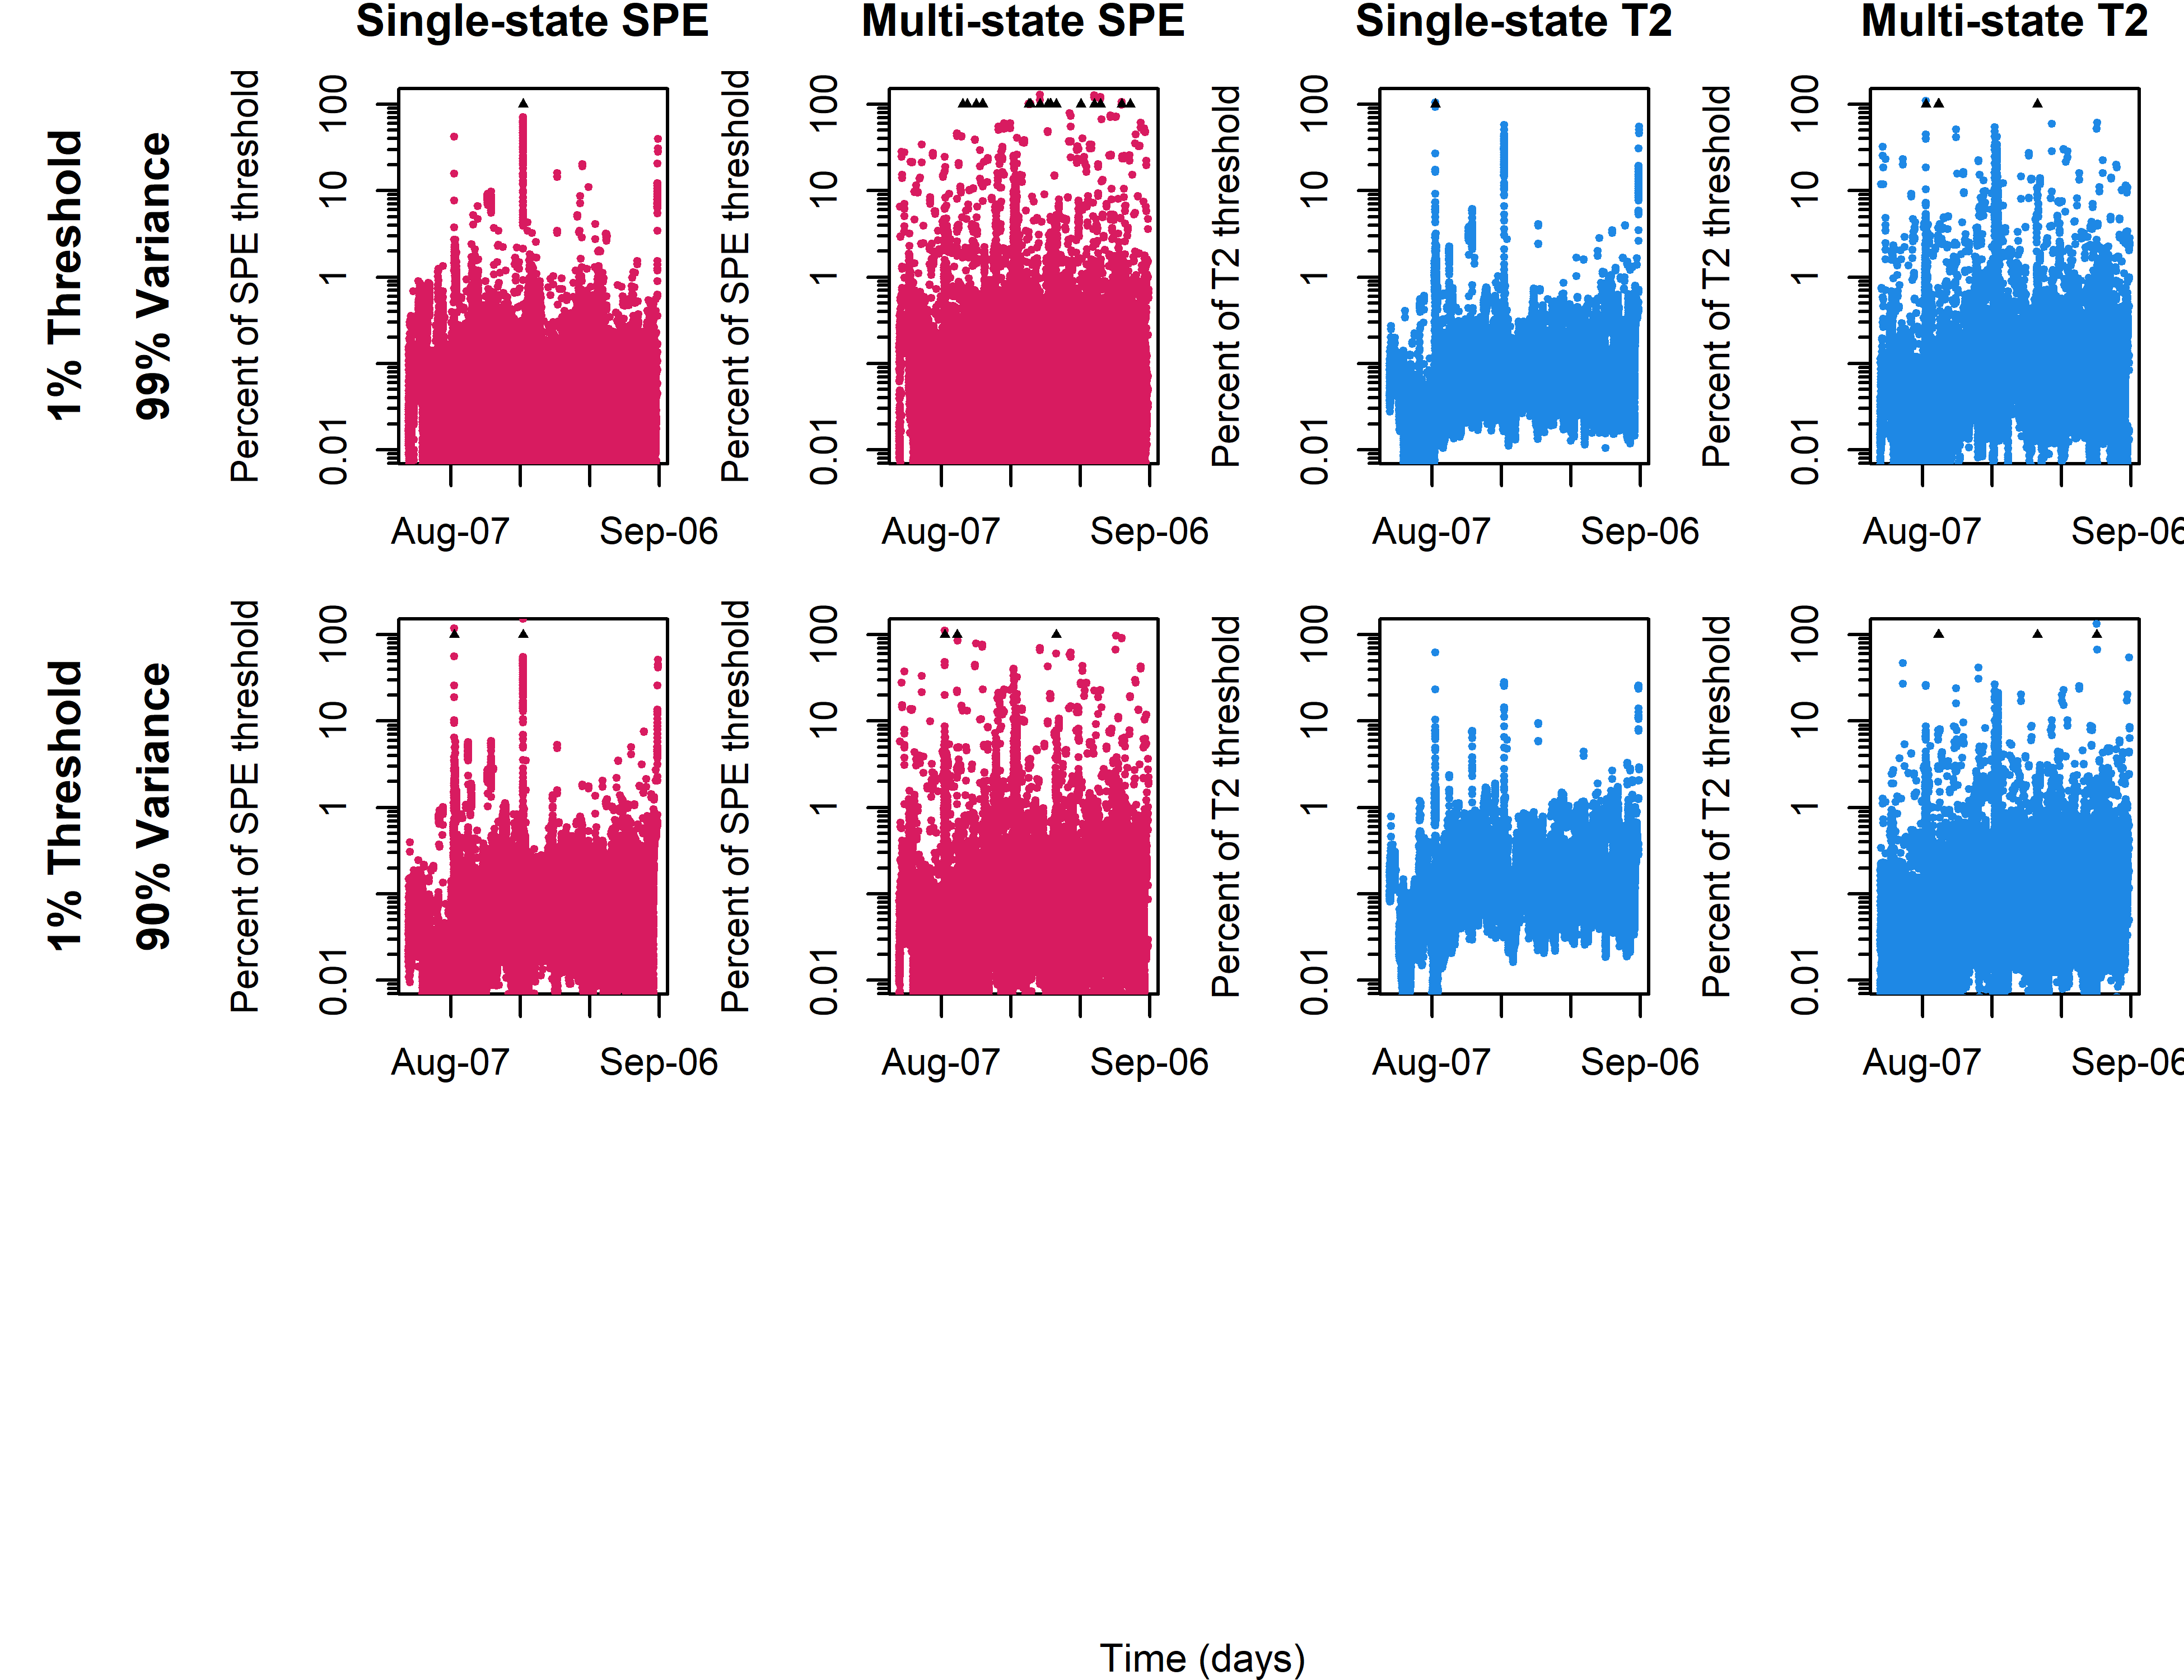 Single-state SPE
Multi-state SPE
Single-state T2
Multi-state T2
1% Threshold
99% Variance
Percent of SPE threshold
100
10
1
0.01
Aug-07
Sep-06
Percent of SPE threshold
100
10
1
0.01
Aug-07
Sep-06
Percent of T2 threshold
100
10
1
0.01
Aug-07
Sep-06
Percent of T2 threshold
100
10
1
0.01
Aug-07
Sep-06
1% Threshold
90% Variance
Percent of SPE threshold
100
10
1
0.01
Aug-07
Sep-06
Percent of SPE threshold
100
10
1
0.01
Aug-07
Sep-06
Percent of T2 threshold
100
10
1
0.01
Aug-07
Sep-06
Percent of T2 threshold
100
10
1
0.01
Aug-07
Sep-06
Time (days)